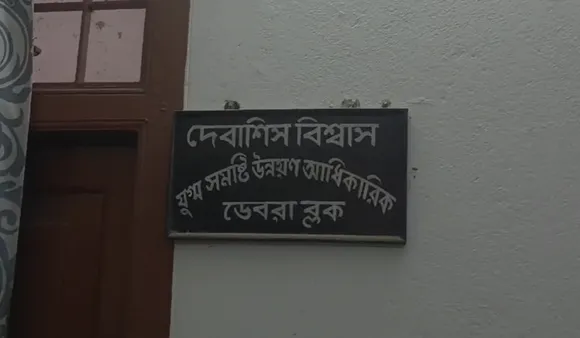 দেবাশিস বিশ্বাস
যুগ্ম সমষ্টি উন্নয়ণ আধিকারিক
ডেবরা ব্লক